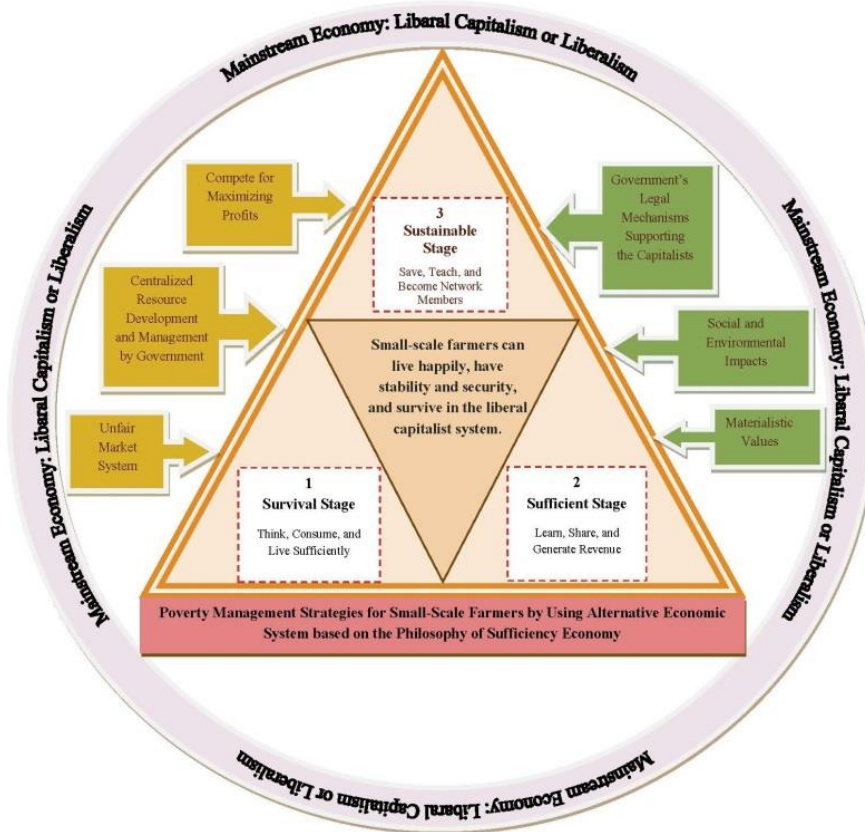 Mainstream Economy: Libaral Capitalism or Liberalism
Mainstream Economy: Libaral Capitalism or Liberalism
Mainstream Economy: Libaral Capitalism or Liberalism
Mainstream Economy: Libaral Capitalism or Liberalism
Compete for
Maximizing
Profits
Centralized
Resource
Development
and Management
by Government
Unfair
Market
System
Government's
Legal
Mechanisms
Supporting
the Capitalists
Social and
Environmental
Impacts
Materialistic
Values
3
Sustainable
Stage
Save, Teach, and
Become Network
Members
Small-scale farmers can
live happily, have
stability and security,
and survive in the liberal
capitalist system.
1
Survival Stage
Think, Consume, and
Live Sufficiently
2
Sufficient Stage
Learn, Share, and
Generate Revenue
Poverty Management Strategies for Small-Scale Farmers by Using Alternative Economic
System based on the Philosophy of Sufficiency Economy